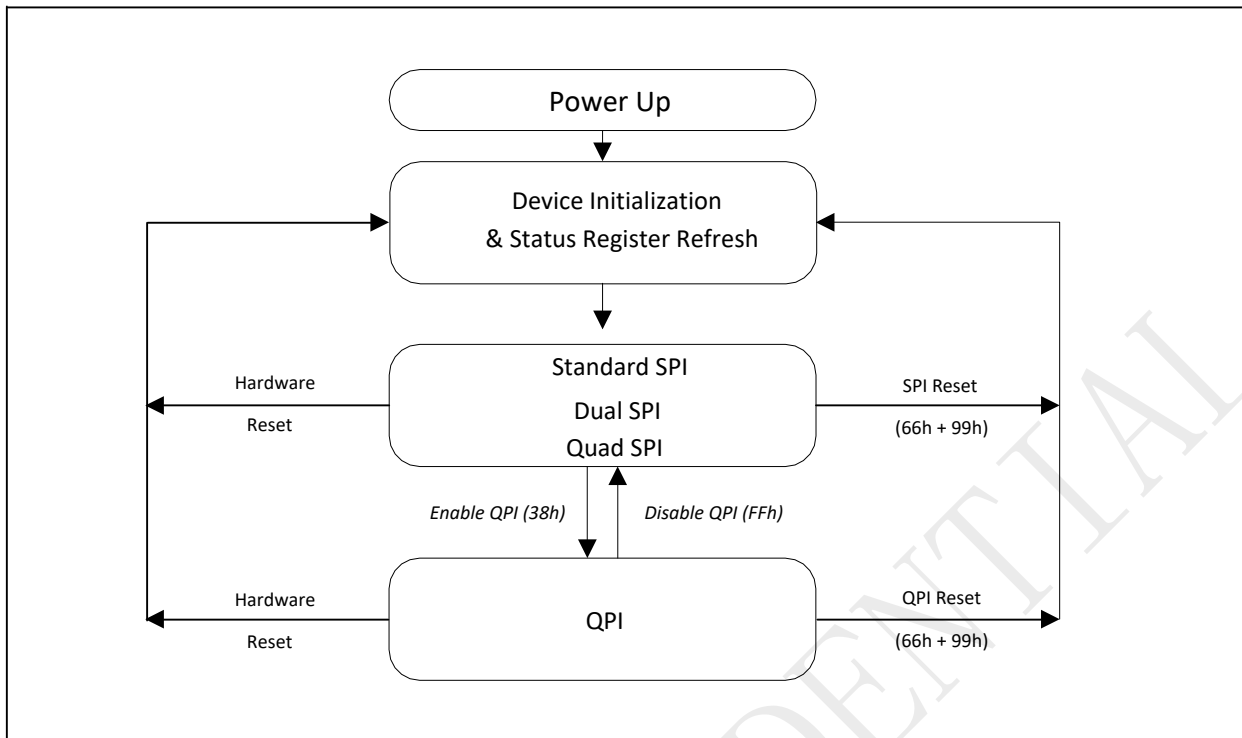 Power Up
Device Initialization
& Status Register Refresh
Standard SPI
Dual SPI
Quad SPI
Hardware
Reset
SPI Reset
(66h + 99h)
Enable QPI (38h)
Disable QPI (FFh)
QPI
Hardware
Reset
QPI Reset
(66h + 99h)
DENTIAL